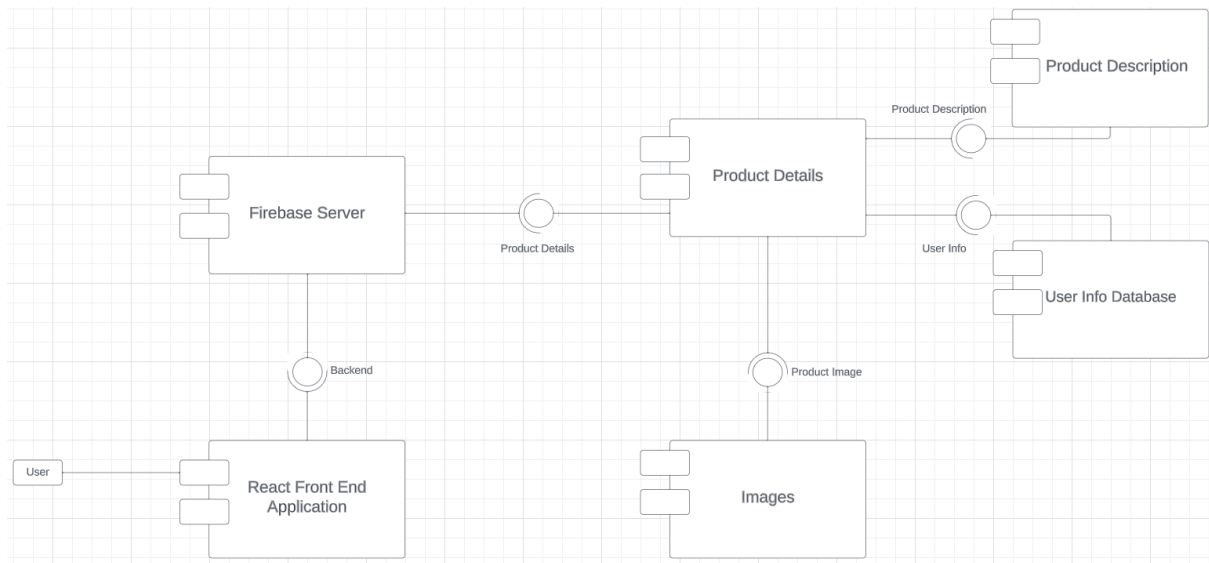 Product Description
Product Description
Product Details
Firebase Server
Product Details
User Info
User Info Database
Backend
Product Image
User
React Front End
Application
Images